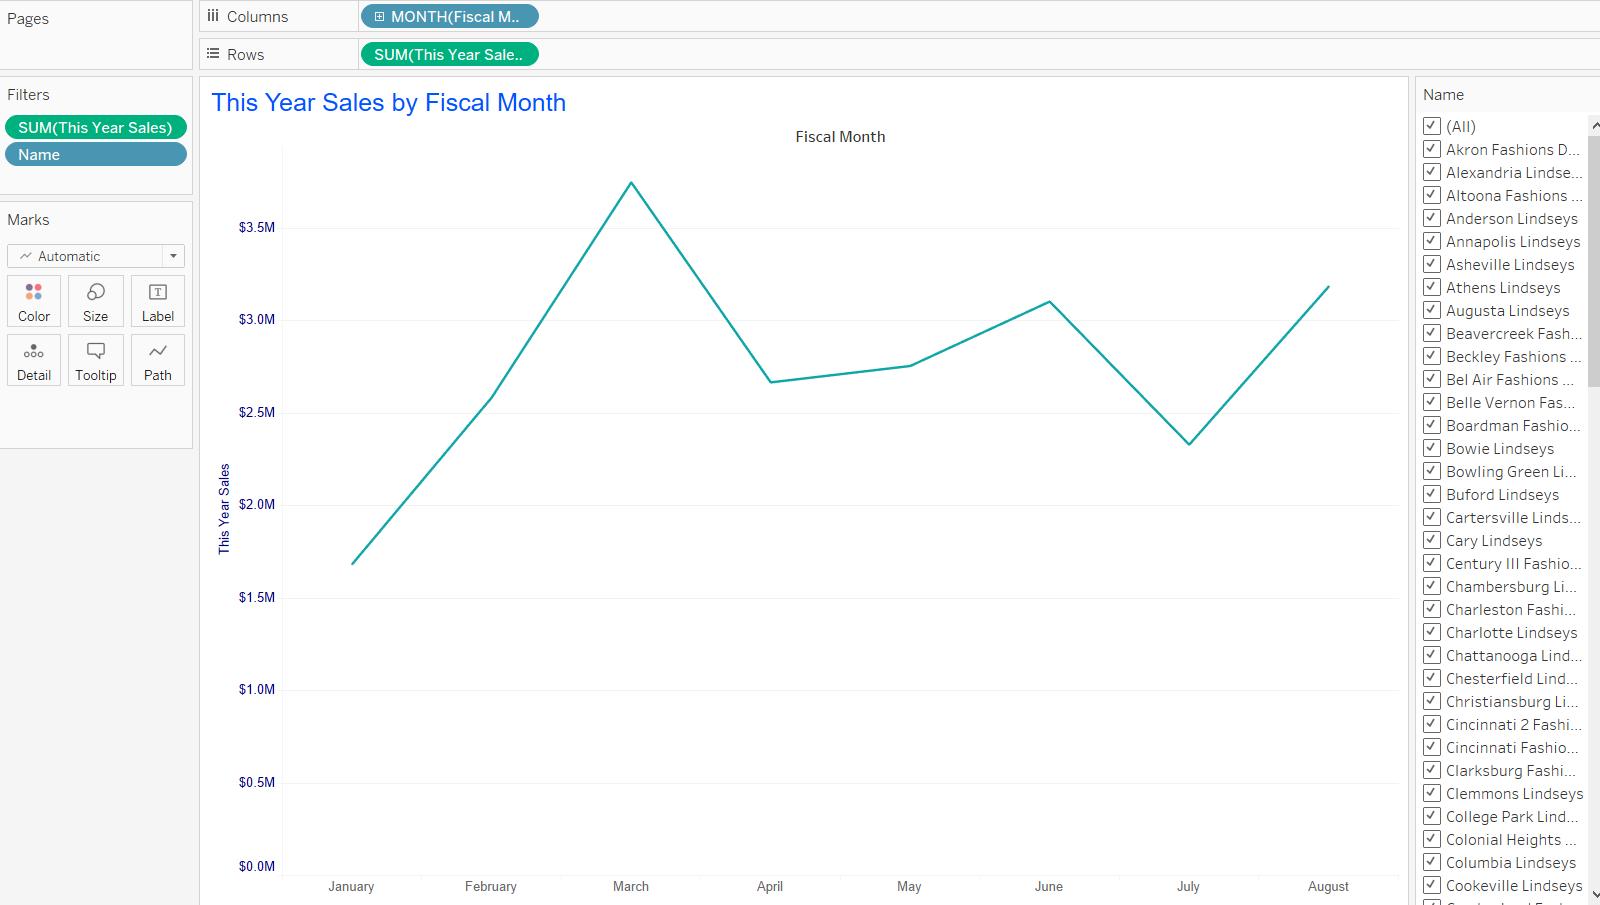 Pages
Columns
MONTH(Fiscal M..
Rows
SUM(This Year Sale..
Filters
SUM(This Year Sales)
Name
Marks
Automatic
Color
Size
Label
Detail
Tooltip
Path
This Year Sales by Fiscal Month
Fiscal Month
This Year Sales
$3.5M
$3.0M
$2.5M
$2.0M
$1.5M
$1.0M
$0.5M
$0.0M
January
February
March
April
May
June
July
August
Name
(All)
Akron Fashions D...
Alexandria Lindse...
Altoona Fashions ...
Anderson Lindseys
Annapolis Lindseys
Asheville Lindseys
Athens Lindseys
Augusta Lindseys
Beavercreek Fash...
Beckley Fashions ...
Bel Air Fashions ...
Belle Vernon Fas...
Boardman Fashio...
Bowie Lindseys
Bowling Green Li...
Buford Lindseys
Cartersville Linds...
Cary Lindseys
Century III Fashio...
Chambersburg Li...
Charleston Fashi...
Charlotte Lindseys
Chattanooga Lind...
Chesterfield Lind...
Christiansburg Li...
Cincinnati 2 Fashi...
Cincinnati Fashio...
Clarksburg Fashi...
Clemmons Lindseys
College Park Lind...
Colonial Heights ...
Columbia Lindseys
Cookeville Lindseys